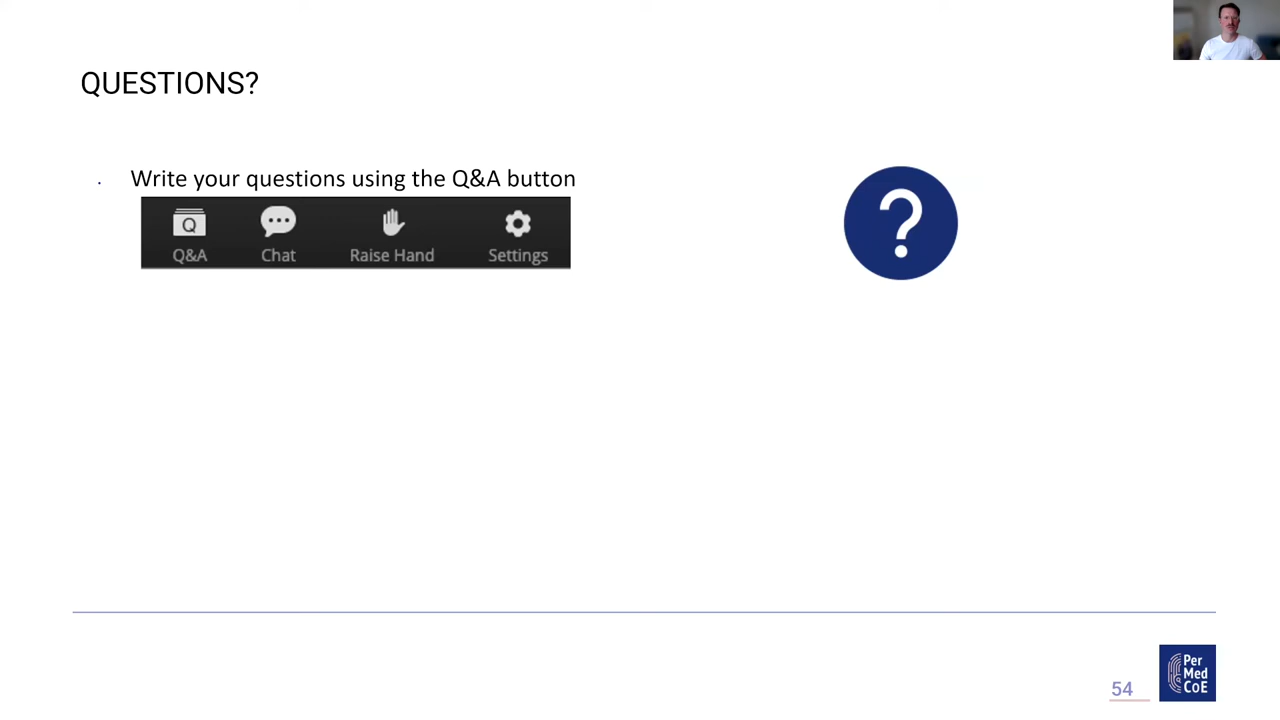 QUESTIONS?
Write your questions using the Q&A button
Q
Q&A Chat Raise Hand Settings
?
54
Per
Med
CoE